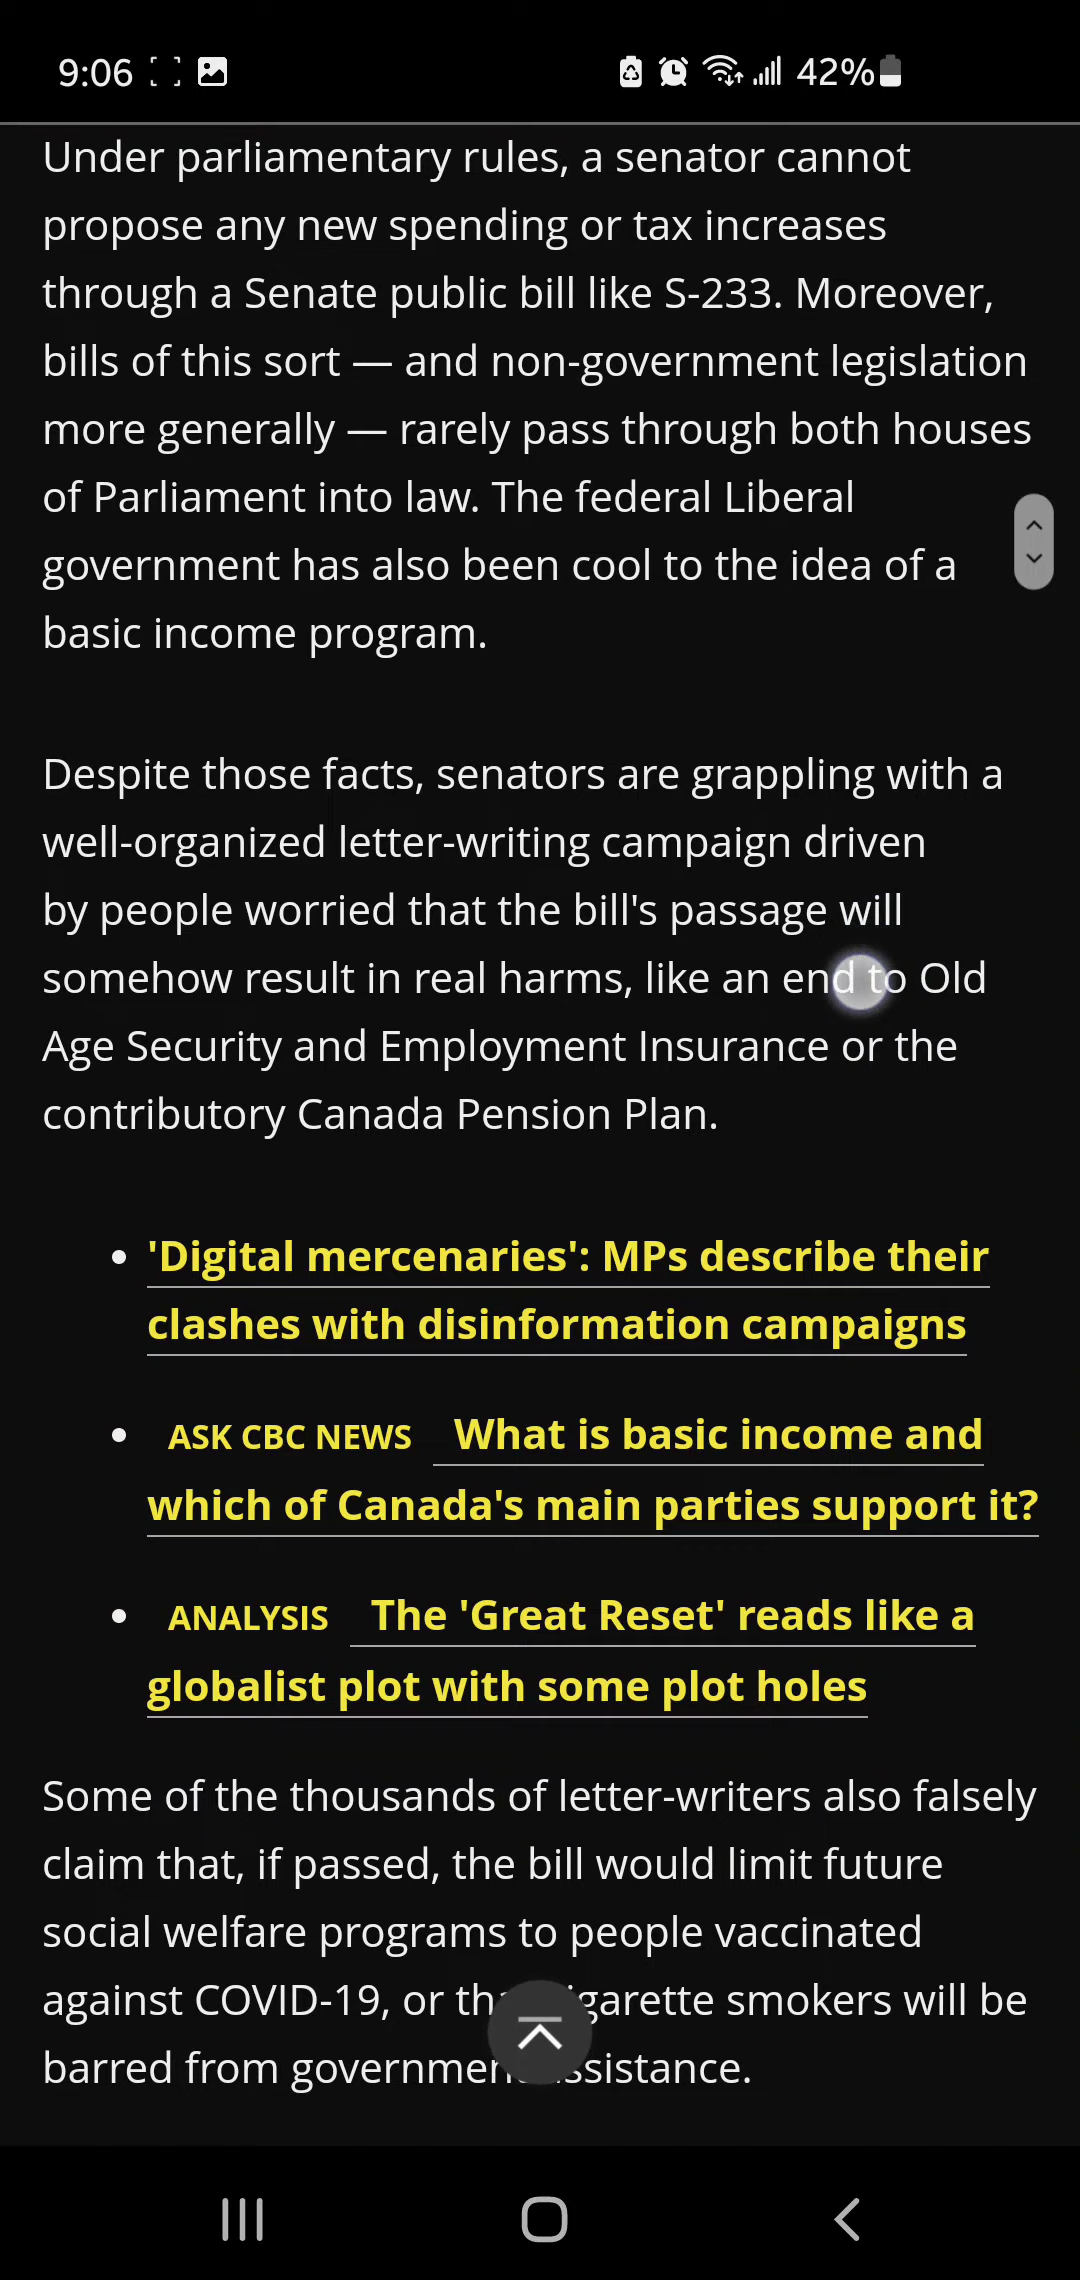 9:06
42%
Under parliamentary rules, a senator cannot
propose any new spending or tax increases
through a Senate public bill like S-233. Moreover,
bills of this sort — and non-government legislation
more generally — rarely pass through both houses
of Parliament into law. The federal Liberal
government has also been cool to the idea of a
basic income program.
Despite those facts, senators are grappling with a
well-organized letter-writing campaign driven
by people worried that the bill's passage will
somehow result in real harms, like an end to Old
Age Security and Employment Insurance or the
contributory Canada Pension Plan.
'Digital mercenaries': MPs describe their
clashes with disinformation campaigns
ASK CBC NEWS What is basic income and
which of Canada's main parties support it?
ANALYSIS The 'Great Reset' reads like a
globalist plot with some plot holes
Some of the thousands of letter-writers also falsely
claim that, if passed, the bill would limit future
social welfare programs to people vaccinated
against COVID-19, or smokers will be
barred from